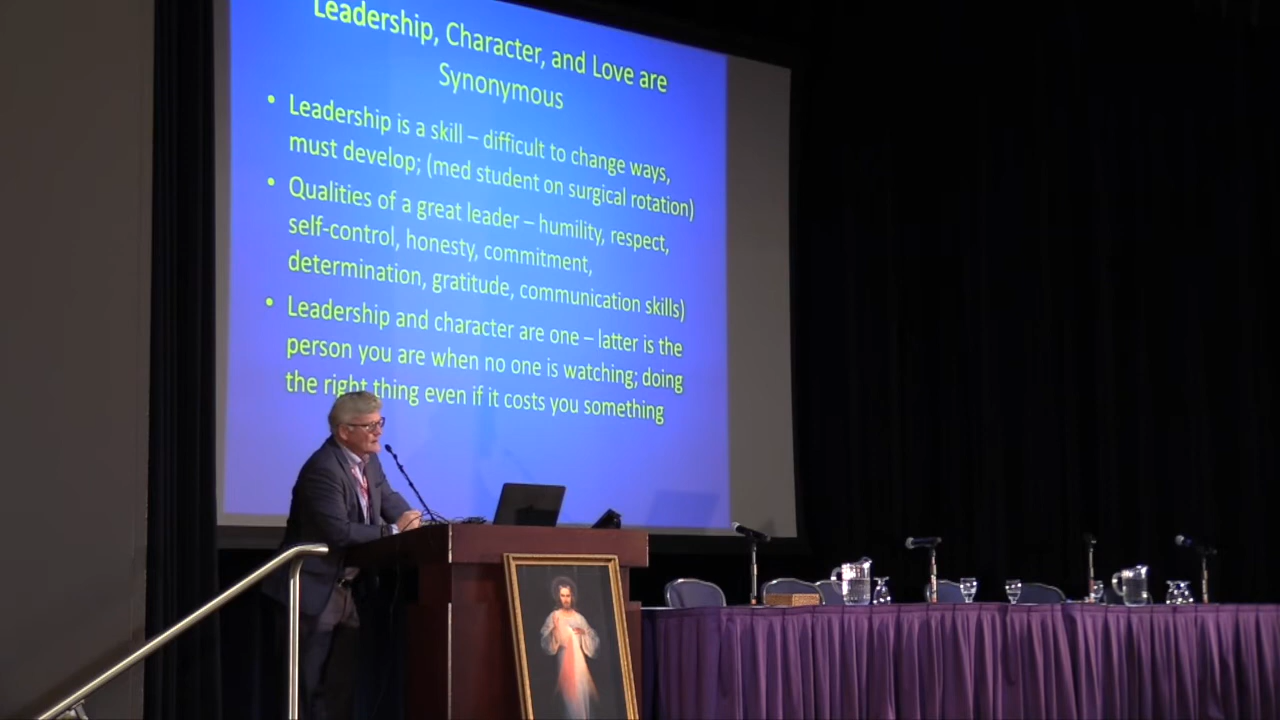 Leadership, Character, and Love are
Synonymous
• Leadership is a skill – difficult to change ways,
must develop; (med student on surgical rotation)
• Qualities of a great leader – humility, respect,
self-control, honesty, commitment,
determination, gratitude, communication skills)
• Leadership and character are one – latter is the
person you are when no one is watching; doing
the right thing even if it costs you something